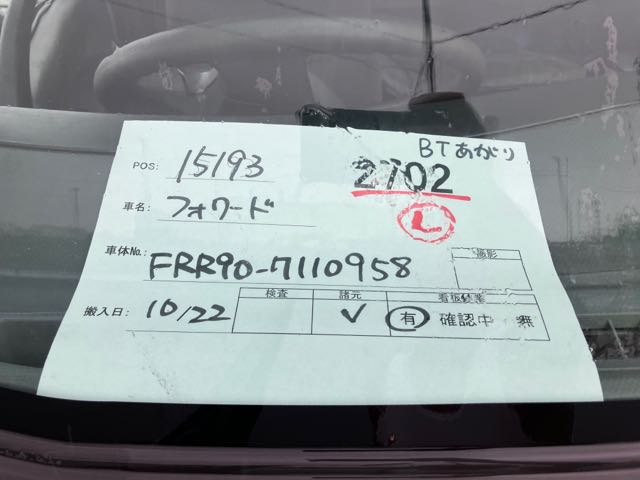 BTあがり
POS: 15193
2702
車名: フォワード
L
車体No.: FRR90-7110958
撮影
搬入日: 10/22
検査 諸元 看板装着
✓ 有 確認中 無